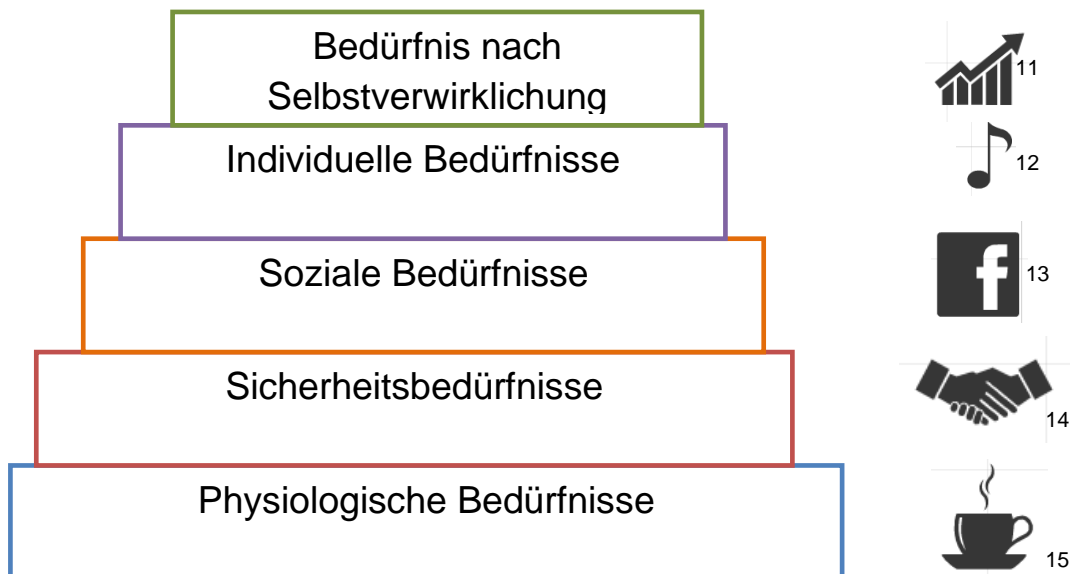 Bedürfnis nach
Selbstverwirklichung
11
Individuelle Bedürfnisse
12
Soziale Bedürfnisse
f
13
Sicherheitsbedürfnisse
14
Physiologische Bedürfnisse
15